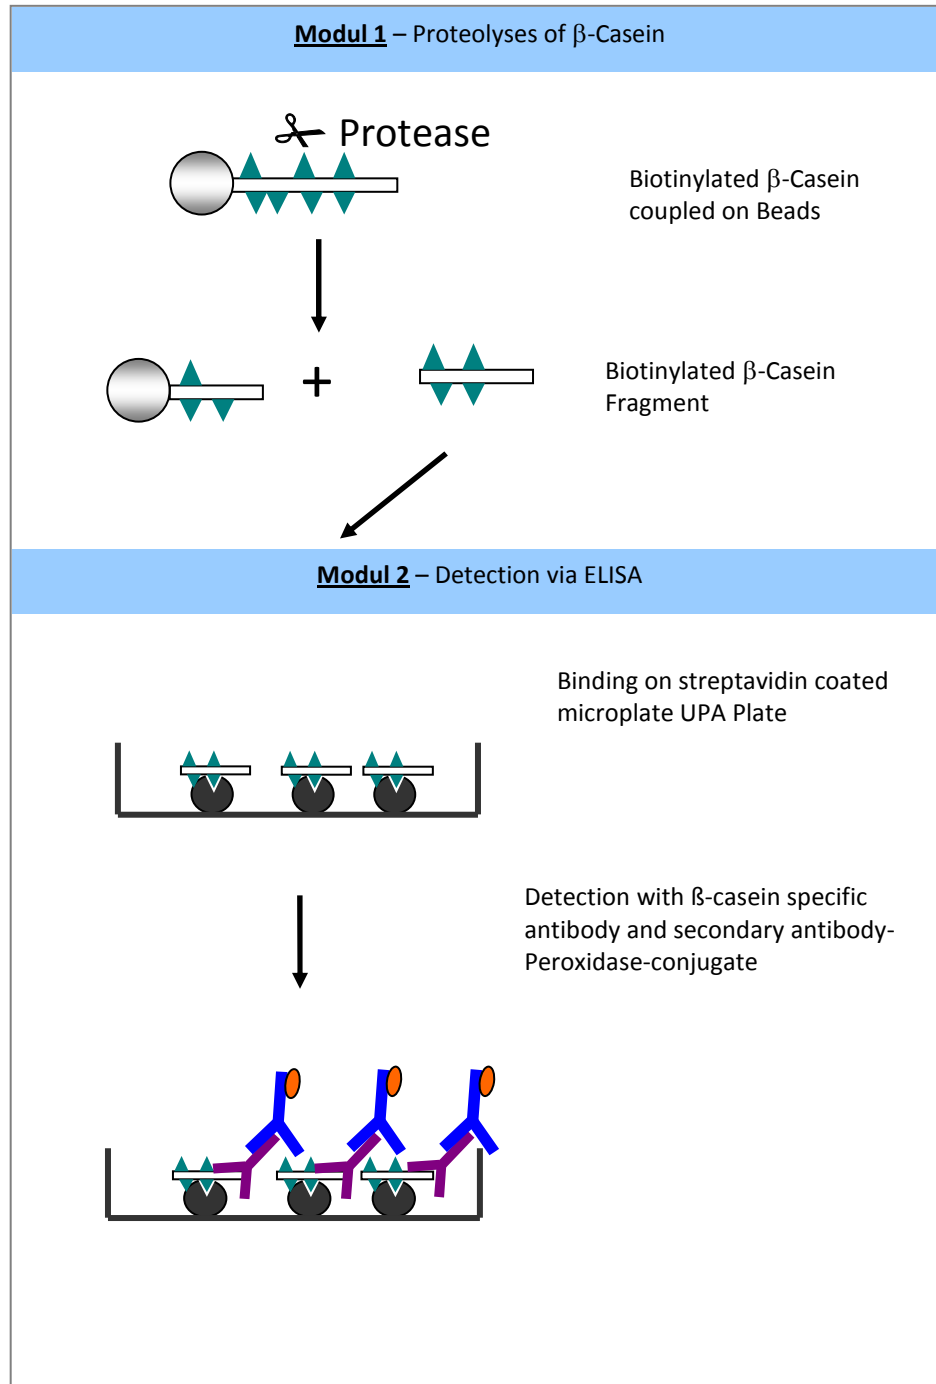 Modul 1 – Proteolyses of β-Casein
Protease
Biotinylated β-Casein
coupled on Beads
+
Biotinylated β-Casein
Fragment
Modul 2 – Detection via ELISA
Binding on streptavidin coated
microplate UPA Plate
Detection with ß-casein specific
antibody and secondary antibody-
Peroxidase-conjugate